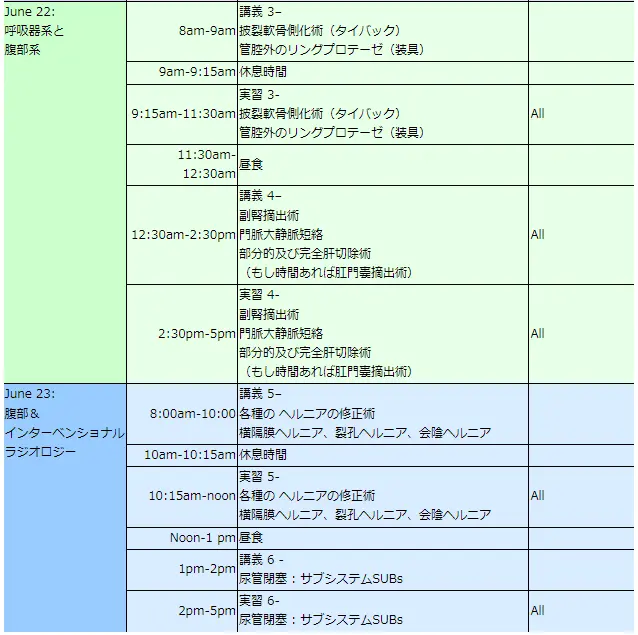 June 22:
呼吸器系と
腹部系
8am-9am
講義 3–
披裂軟骨側化術（タイバック）
管腔外のリングプロテーゼ（装具）
9am-9:15am
休息時間
9:15am-11:30am
実習 3-
披裂軟骨側化術（タイバック）
管腔外のリングプロテーゼ（装具）
All
11:30am-
12:30am
昼食
12:30am-2:30pm
講義 4–
副腎摘出術
門脈大静脈短絡
部分的及び完全肝切除術
（もし時間あれば肛門嚢摘出術）
All
2:30pm-5pm
実習 4-
副腎摘出術
門脈大静脈短絡
部分的及び完全肝切除術
（もし時間あれば肛門嚢摘出術）
All
June 23:
腹部＆
インターベンショナル
ラジオロジー
8:00am-10:00
講義 5–
各種の ヘルニアの修正術
横隔膜ヘルニア、裂孔ヘルニア、会陰ヘルニア
10am-10:15am
休息時間
10:15am-noon
実習 5-
各種の ヘルニアの修正術
横隔膜ヘルニア、裂孔ヘルニア、会陰ヘルニア
All
Noon-1 pm
昼食
1pm-2pm
講義 6 -
尿管閉塞：サブシステムSUBs
2pm-5pm
実習 6-
尿管閉塞：サブシステムSUBs
All